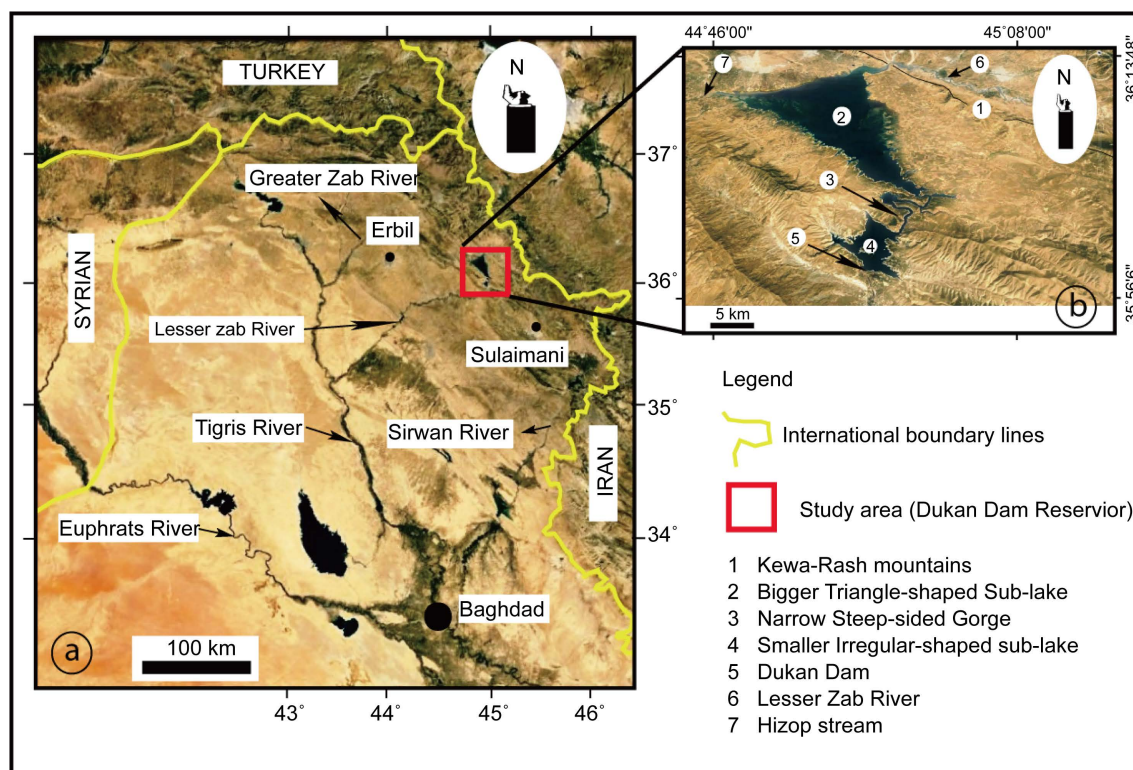 TURKEY
N
Greater Zab River
Erbil
SYRIAN
Lesser zab River
Sulaimani
Tigris River
Sirwan River
IRAN
Euphrats River
Baghdad
a
100 km
37°
36°
35°
34°
43°
44°
45°
46°
44°46'00"
45°08'00"
36°13'48"
35°56'6"
7
6
N
1
2
3
5
4
5 km
b
Legend
International boundary lines
Study area (Dukan Dam Reservior)
1 Kewa-Rash mountains
2 Bigger Triangle-shaped Sub-lake
3 Narrow Steep-sided Gorge
4 Smaller Irregular-shaped sub-lake
5 Dukan Dam
6 Lesser Zab River
7 Hizop stream